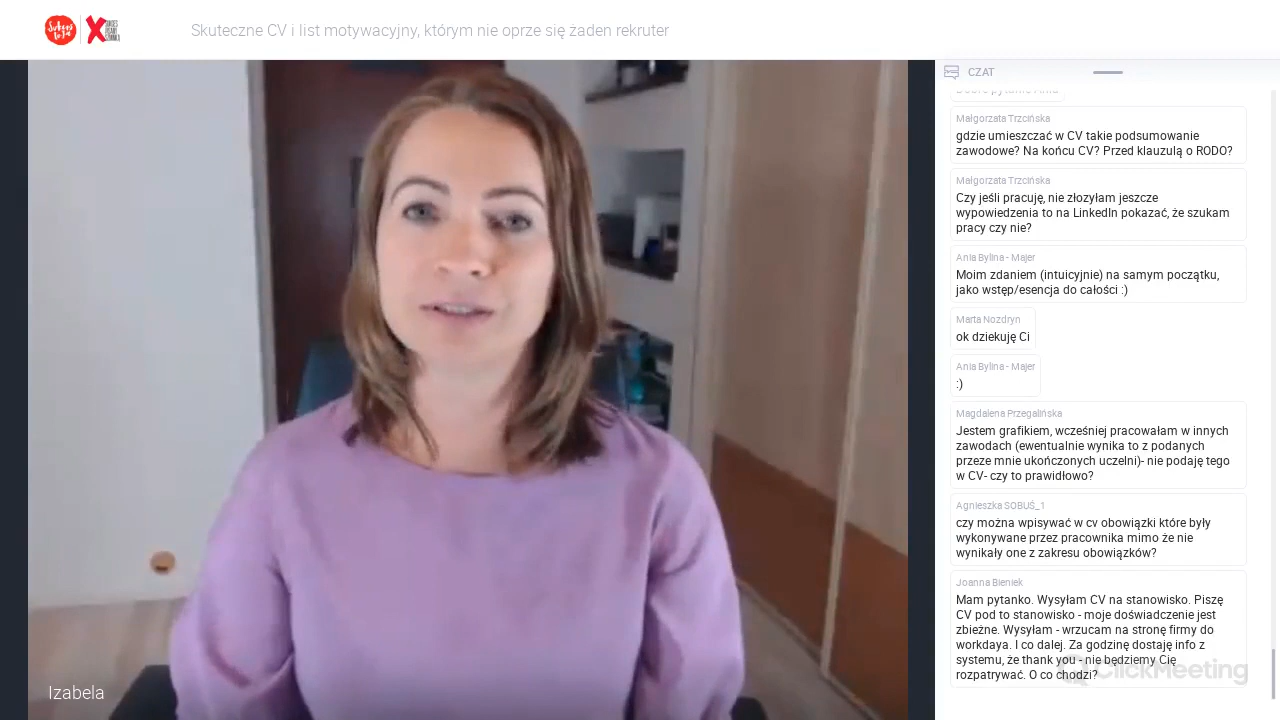 Sukces to ja
Skuteczne CV i list motywacyjny, którym nie oprze się żaden rekruter
CZAT
Małgorzata Trzcińska
gdzie umieszczać w CV takie podsumowanie
zawodowe? Na końcu CV? Przed klauzulą o RODO?
Małgorzata Trzcińska
Czy jeśli pracuję, nie złozyłam jeszcze
wypowiedzenia to na LinkedIn pokazać, że szukam
pracy czy nie?
Ania Bylina - Majer
Moim zdaniem (intuicyjnie) na samym początku,
jako wstęp/esencja do całości :)
Marta Nozdryn
ok dziekuję Ci
Ania Bylina - Majer
:)
Magdalena Przegalińska
Jestem grafikiem, wcześniej pracowałam w innych
zawodach (ewentualnie wynika to z podanych
przeze mnie ukończonych uczelni)- nie podaję tego
w CV- czy to prawidłowo?
Agnieszka SOBUŚ_1
czy można wpisywać w cv obowiązki które były
wykonywane przez pracownika mimo że nie
wynikały one z zakresu obowiązków?
Joanna Bieniek
Mam pytanko. Wysyłam CV na stanowisko. Piszę
CV pod to stanowisko - moje doświadczenie jest
zbieżne. Wysyłam - wrzucam na stronę firmy do
workdaya. I co dalej. Za godzinę dostaję info z
systemu, że thank you - nie będziemy Cię
rozpatrywać. O co chodzi?
ClickMeeting
Izabela